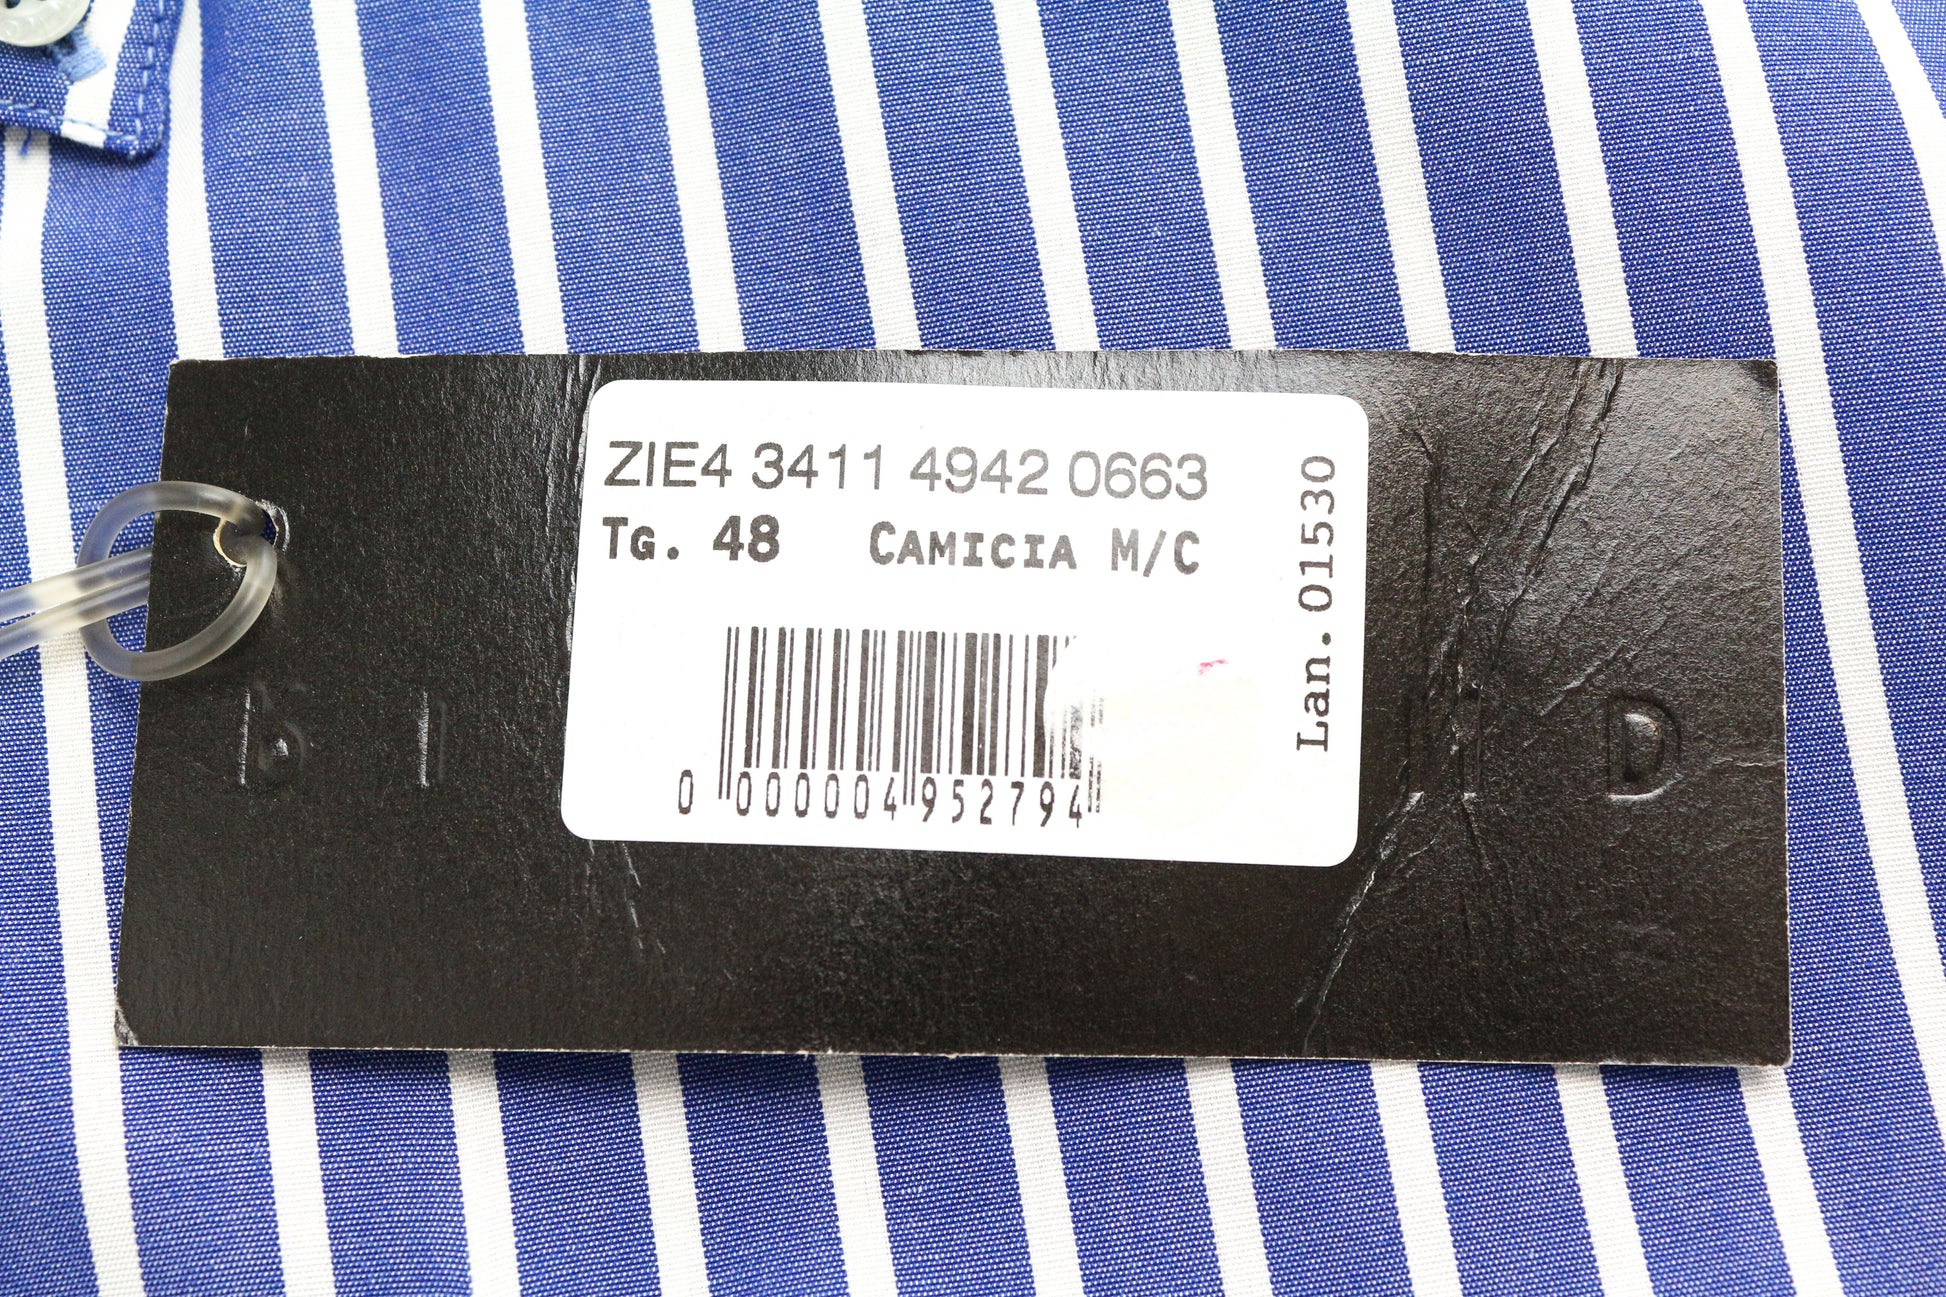 ZIE4 3411 4942 0663
Tg. 48 CAMICIA M/C
Lan. 01530
0 000004 952794
D